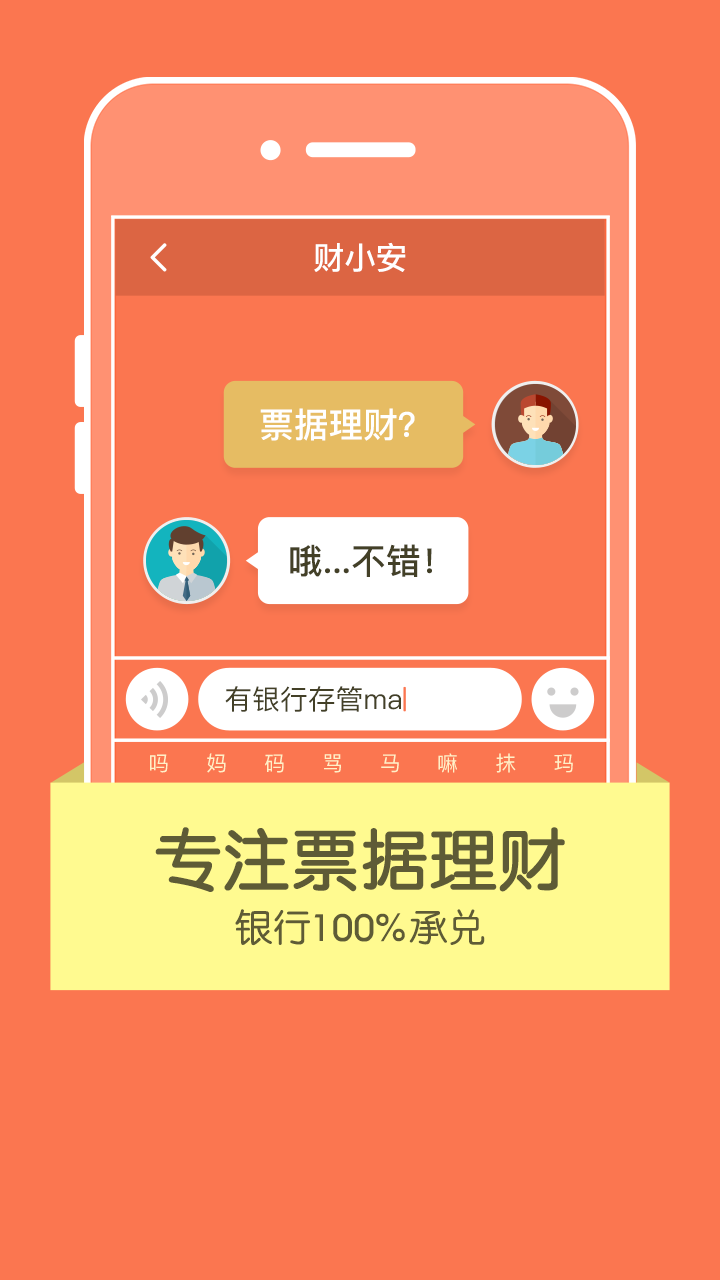 财小安
票据理财?
哦...不错!
有银行存管ma
吗 妈 码 骂 马 嘛 抹 玛
专注票据理财
银行100%承兑